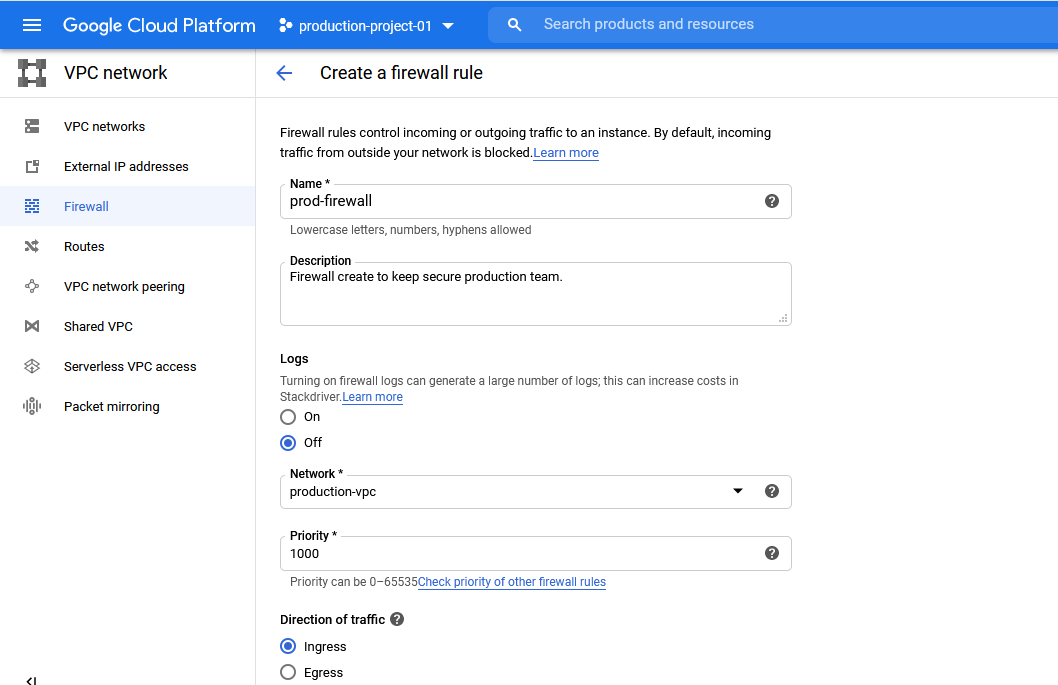 Google Cloud Platform
production-project-01
Search products and resources
VPC network
Create a firewall rule
VPC networks
External IP addresses
Firewall
Routes
VPC network peering
Shared VPC
Serverless VPC access
Packet mirroring
Firewall rules control incoming or outgoing traffic to an instance. By default, incoming
traffic from outside your network is blocked.Learn more
Name *
prod-firewall
Lowercase letters, numbers, hyphens allowed
Description
Firewall create to keep secure production team.
Logs
Turning on firewall logs can generate a large number of logs; this can increase costs in
Stackdriver.Learn more
On
Off
Network *
production-vpc
Priority *
1000
Priority can be 0–65535Check priority of other firewall rules
Direction of traffic
Ingress
Egress